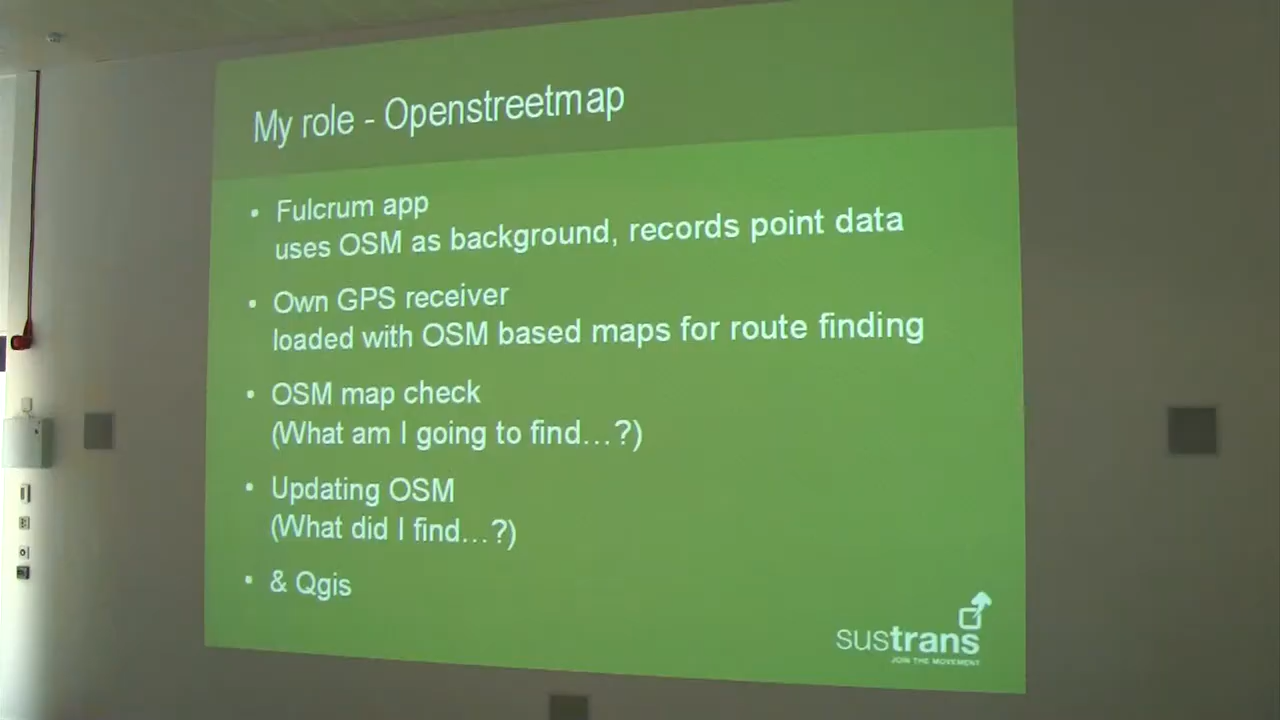 My role - Openstreetmap
• Fulcrum app
uses OSM as background, records point data
• Own GPS receiver
loaded with OSM based maps for route finding
• OSM map check
(What am I going to find…?)
• Updating OSM
(What did I find…?)
• & Qgis
sustrans
JOIN THE MOVEMENT